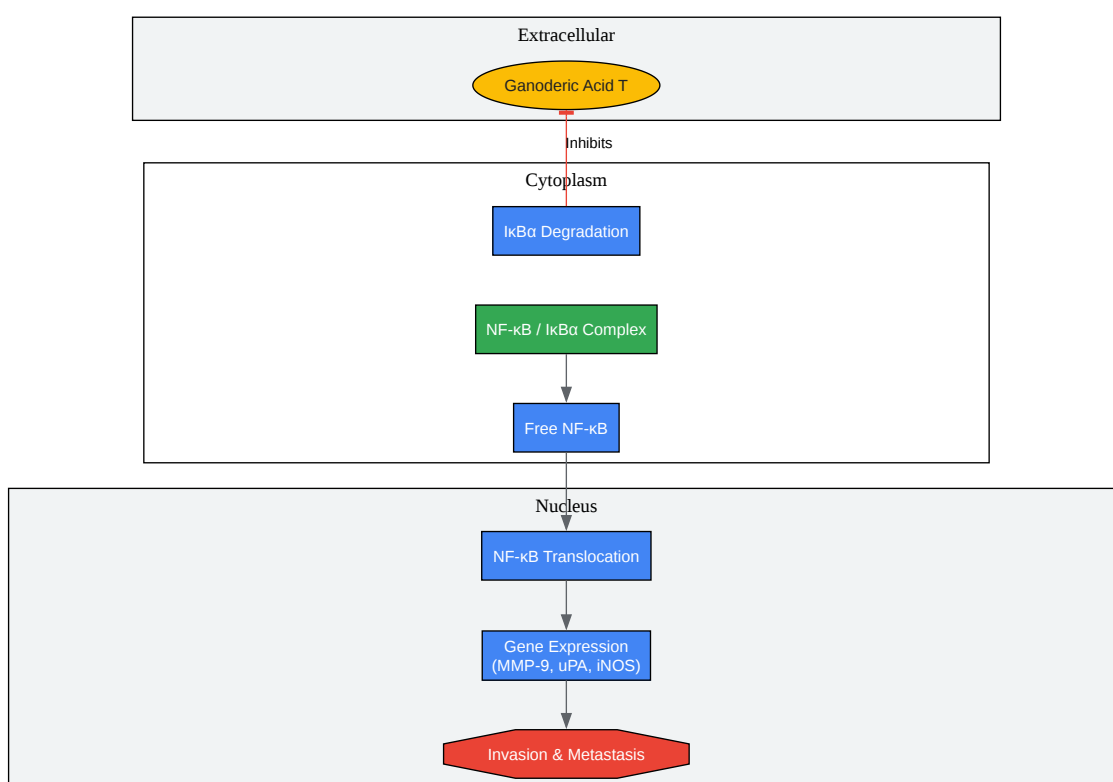 Extracellular
Ganoderic Acid T
Inhibits
Cytoplasm
IκBα Degradation
NF-κB / IκBα Complex
Free NF-κB
Nucleus
NF-κB Translocation
Gene Expression
(MMP-9, uPA, iNOS)
Invasion & Metastasis